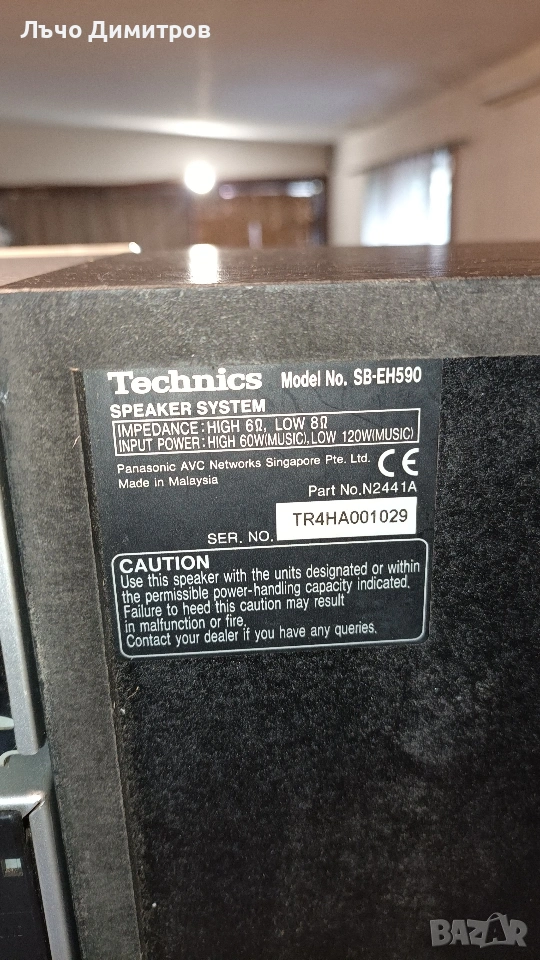 Лъчо Димитров
Technics Model No. SB-EH590
SPEAKER SYSTEM
IMPEDANCE: HIGH 6Ω, LOW 8Ω
INPUT POWER: HIGH 60W(MUSIC), LOW 120W(MUSIC)
Panasonic AVC Networks Singapore Pte. Ltd.
Made in Malaysia
CE
Part No.N2441A
SER. NO. TR4HA001029
CAUTION
Use this speaker with the units designated or within
the permissible power-handling capacity indicated.
Failure to heed this caution may result
in malfunction or fire.
Contact your dealer if you have any queries.
BAZAR